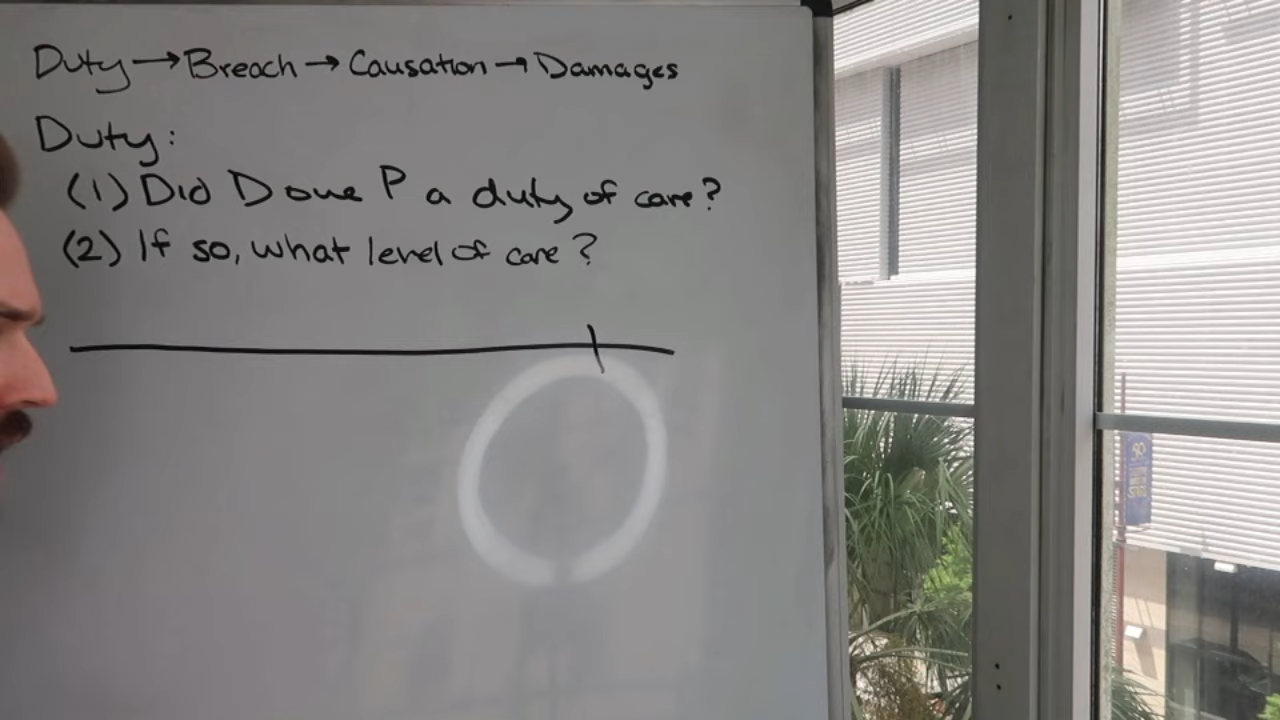 Duty → Breach → Causation → Damages
Duty:
(1) Did D owe P a duty of care?
(2) If so, what level of care?